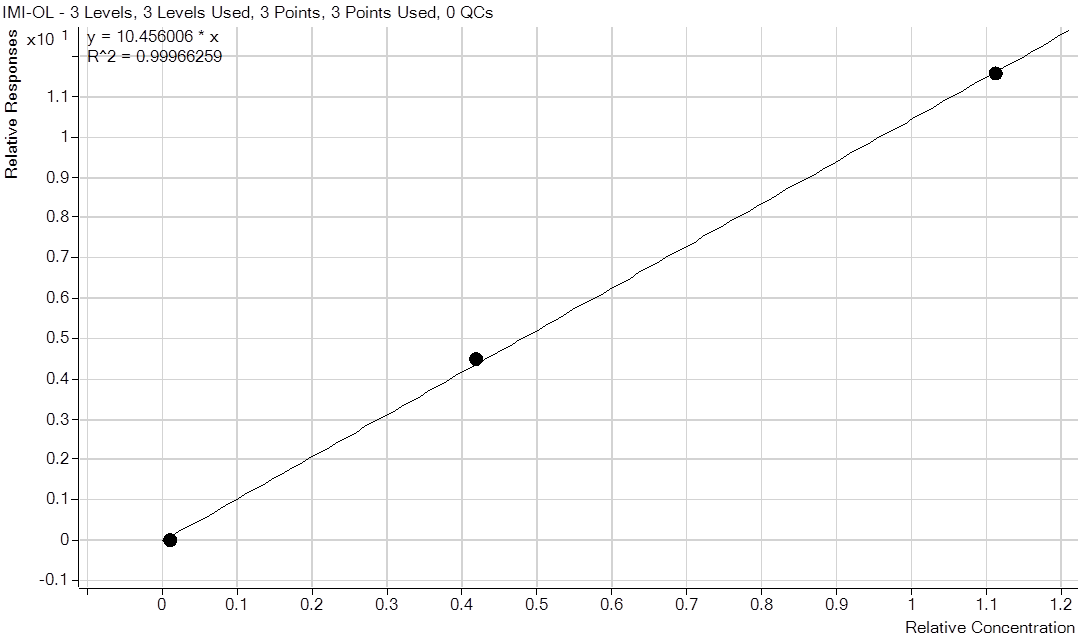 IMI-OL - 3 Levels, 3 Levels Used, 3 Points, 3 Points Used, 0 QCs
Relative Responses
x10 1
y = 10.456006 * x
R^2 = 0.99966259
1.1
1
0.9
0.8
0.7
0.6
0.5
0.4
0.3
0.2
0.1
0
-0.1
0 0.1 0.2 0.3 0.4 0.5 0.6 0.7 0.8 0.9 1 1.1 1.2
Relative Concentration